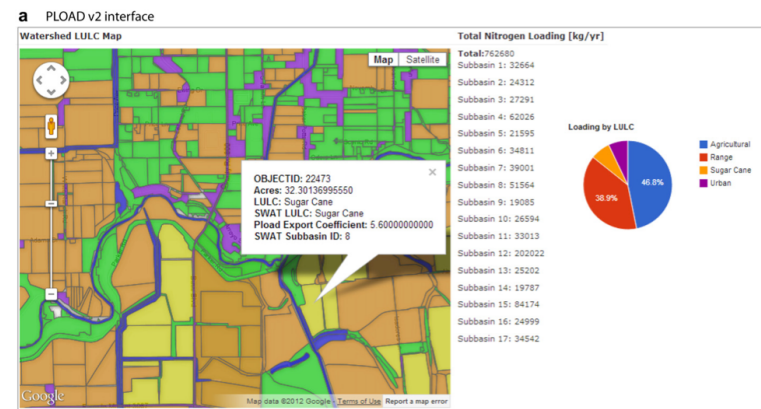 a PLOAD v2 interface
Watershed LULC Map
Map Satellite
OBJECTID: 22473
Acres: 32.30136995550
LULC: Sugar Cane
SWAT LULC: Sugar Cane
Pload Export Coefficient: 5.60000000000
SWAT Subbasin ID: 8
Google
Map data ©2012 Google - Terms of Use Report a map error
Total Nitrogen Loading [kg/yr]
Total:762680
Subbasin 1: 32664
Subbasin 2: 24312
Subbasin 3: 27291
Subbasin 4: 62026
Subbasin 5: 21595
Subbasin 6: 34811
Subbasin 7: 39001
Subbasin 8: 51564
Subbasin 9: 19085
Subbasin 10: 26594
Subbasin 11: 33013
Subbasin 12: 202022
Subbasin 13: 25202
Subbasin 14: 19787
Subbasin 15: 84174
Subbasin 16: 24999
Subbasin 17: 34542
Loading by LULC
46.8%
38.9%
Agricultural
Range
Sugar Cane
Urban